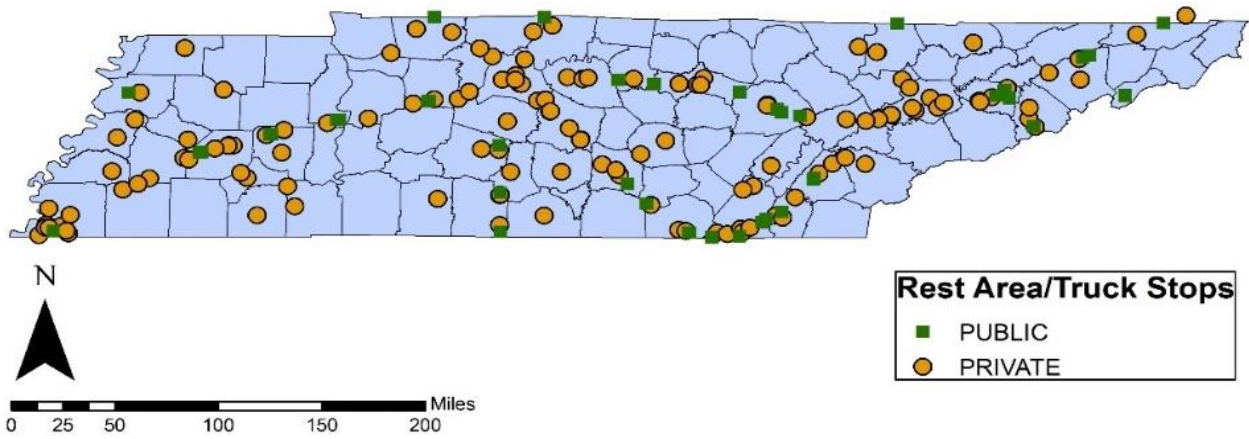 N
Miles
0 25 50 100 150 200
Rest Area/Truck Stops
PUBLIC
PRIVATE